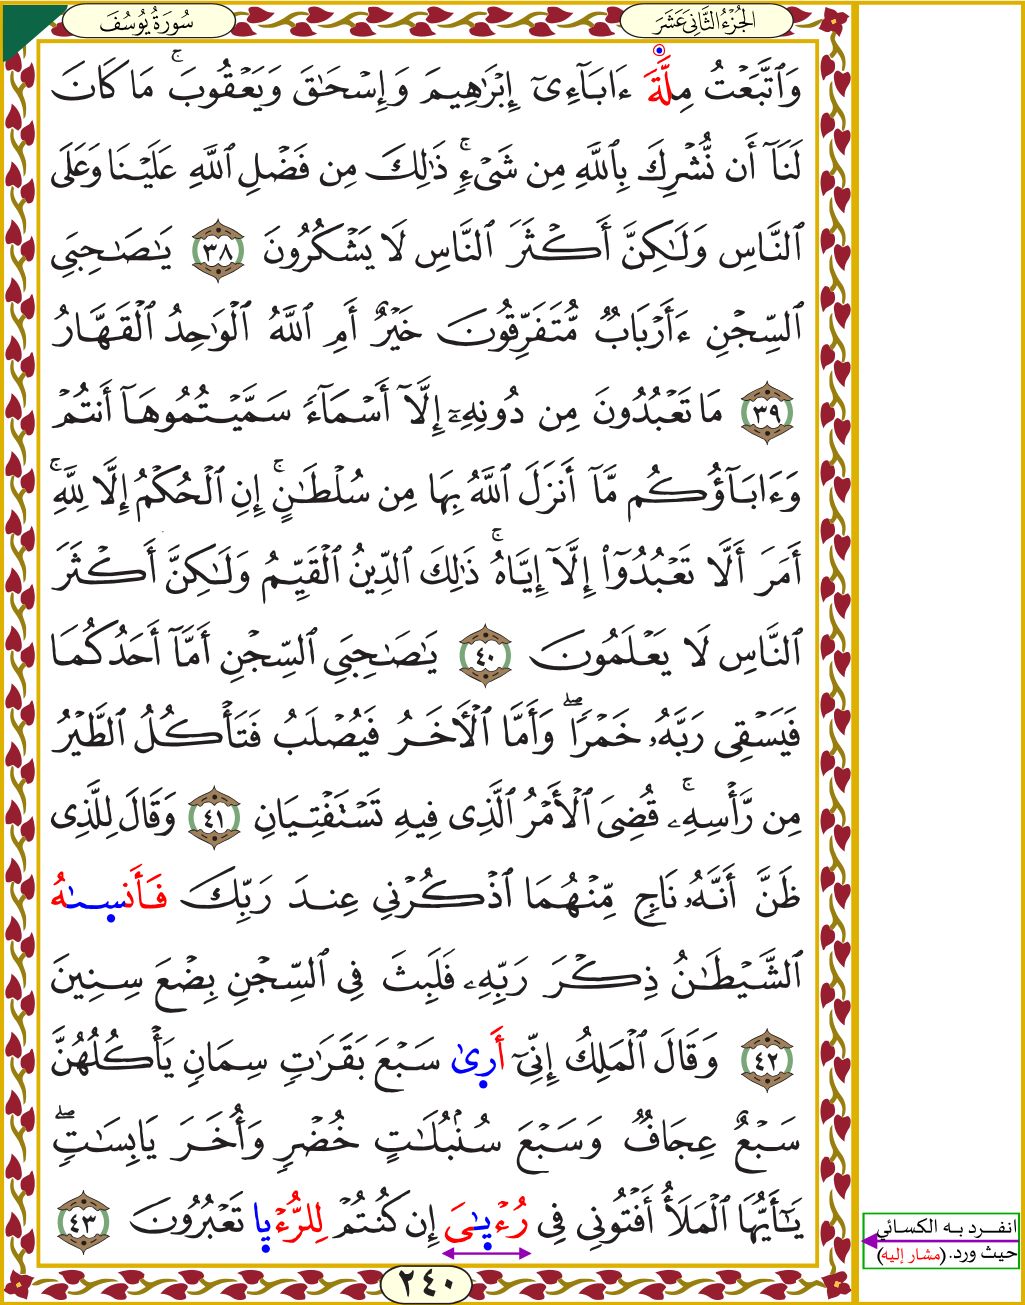 الجُزْءُ الثَّانِي عَشَرَ
سُورَةُ يُوسُفَ
وَٱتَّبَعْتُ مِلَّةَ ءَابَآءِىٓ إِبْرَٰهِيمَ وَإِسْحَٰقَ وَيَعْقُوبَ ۚ مَا كَانَ
لَنَآ أَن نُّشْرِكَ بِٱللَّهِ مِن شَىْءٍ ۚ ذَٰلِكَ مِن فَضْلِ ٱللَّهِ عَلَيْنَا وَعَلَى
ٱلنَّاسِ وَلَٰكِنَّ أَكْثَرَ ٱلنَّاسِ لَا يَشْكُرُونَ ٣٨ يَٰصَٰحِبَىِ
ٱلسِّجْنِ ءَأَرْبَابٌ مُّتَفَرِّقُونَ خَيْرٌ أَمِ ٱللَّهُ ٱلْوَٰحِدُ ٱلْقَهَّارُ
٣٩ مَا تَعْبُدُونَ مِن دُونِهِۦٓ إِلَّآ أَسْمَآءً سَمَّيْتُمُوهَآ أَنتُمْ
وَءَابَآؤُكُم مَّآ أَنزَلَ ٱللَّهُ بِهَا مِن سُلْطَٰنٍ ۚ إِنِ ٱلْحُكْمُ إِلَّا لِلَّهِ ۚ
أَمَرَ أَلَّا تَعْبُدُوٓا۟ إِلَّآ إِيَّاهُ ۚ ذَٰلِكَ ٱلدِّينُ ٱلْقَيِّمُ وَلَٰكِنَّ أَكْثَرَ
ٱلنَّاسِ لَا يَعْلَمُونَ ٤٠ يَٰصَٰحِبَىِ ٱلسِّجْنِ أَمَّآ أَحَدُكُمَا
فَيَسْقِى رَبَّهُۥ خَمْرًا ۖ وَأَمَّا ٱلْأَخَرُ فَيُصْلَبُ فَتَأْكُلُ ٱلطَّيْرُ
مِن رَّأْسِهِۦ ۚ قُضِىَ ٱلْأَمْرُ ٱلَّذِى فِيهِ تَسْتَفْتِيَانِ ٤١ وَقَالَ لِلَّذِى
ظَنَّ أَنَّهُۥ نَاجٍ مِّنْهُمَا ٱذْكُرْنِى عِندَ رَبِّكَ فَأَنسىٰهُ
ٱلشَّيْطَٰنُ ذِكْرَ رَبِّهِۦ فَلَبِثَ فِى ٱلسِّجْنِ بِضْعَ سِنِينَ
٤٢ وَقَالَ ٱلْمَلِكُ إِنِّىٓ أَرىٰ سَبْعَ بَقَرَٰتٍ سِمَانٍ يَأْكُلُهُنَّ
سَبْعٌ عِجَافٌ وَسَبْعَ سُنۢبُلَٰتٍ خُضْرٍ وَأُخَرَ يَابِسَٰتٍ ۖ
يَٰٓأَيُّهَا ٱلْمَلَأُ أَفْتُونِى فِى رُءْيٰىَ إِن كُنتُمْ لِلرُّءْيا تَعْبُرُونَ ٤٣
انفرد به الكسائي
حيث ورد. (مشار إليه)
٢٤٠